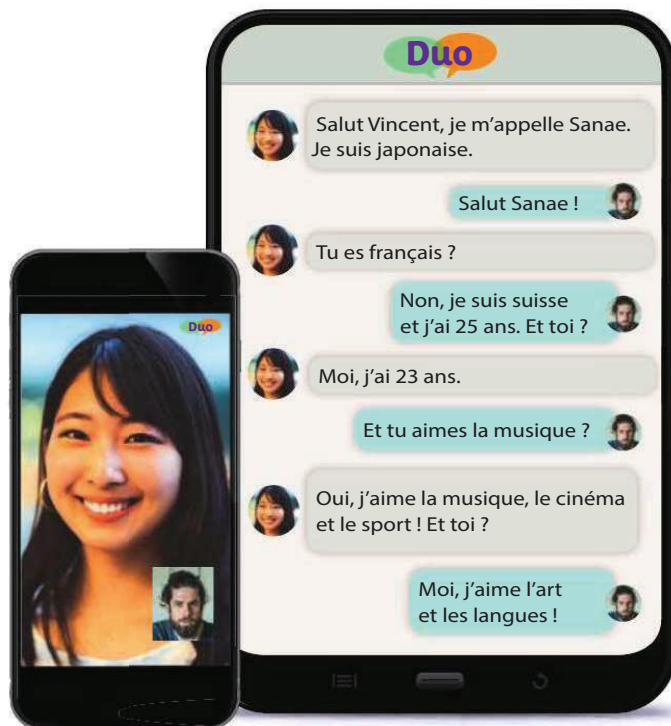 Duo
Salut Vincent, je m’appelle Sanae.
Je suis japonaise.
Salut Sanae !
Tu es français ?
Non, je suis suisse
et j’ai 25 ans. Et toi ?
Moi, j’ai 23 ans.
Et tu aimes la musique ?
Oui, j’aime la musique, le cinéma
et le sport ! Et toi ?
Moi, j’aime l’art
et les langues !
Duo